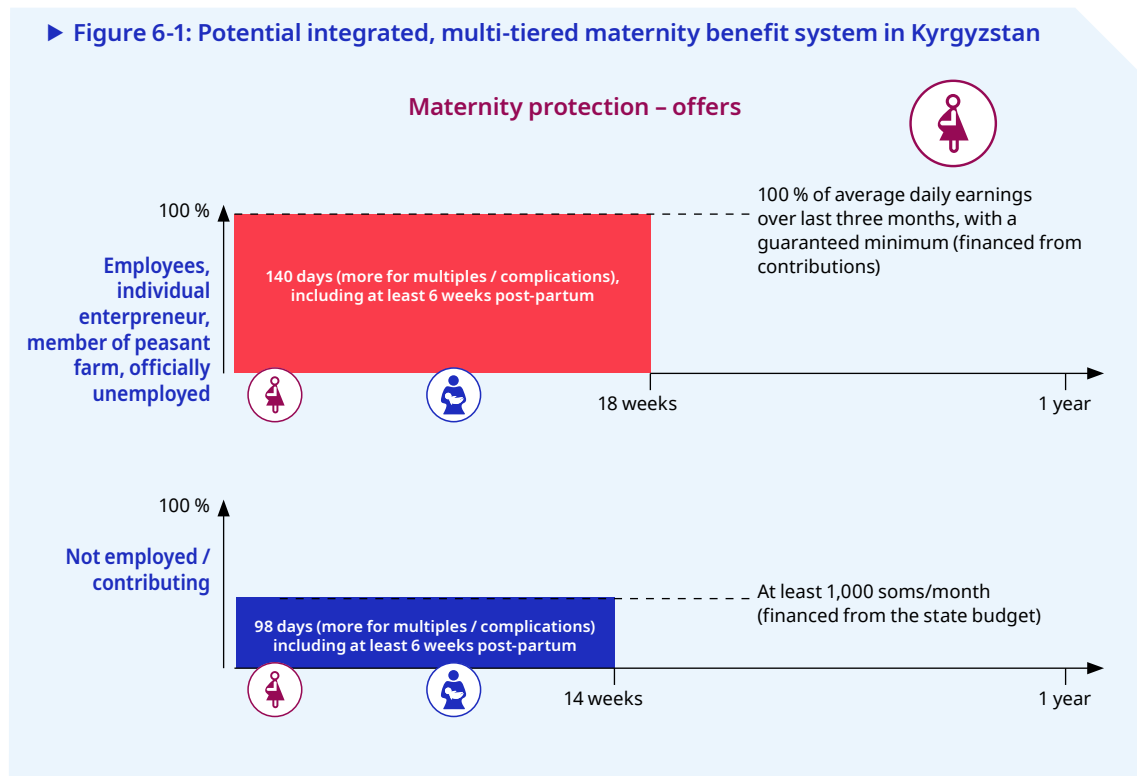 ▶ Figure 6-1: Potential integrated, multi-tiered maternity benefit system in Kyrgyzstan
Maternity protection – offers
100 %
Employees,
individual
enterpreneur,
member of peasant
farm, officially
unemployed
140 days (more for multiples / complications),
including at least 6 weeks post-partum
100 % of average daily earnings
over last three months, with a
guaranteed minimum (financed from
contributions)
18 weeks
1 year
100 %
Not employed /
contributing
98 days (more for multiples / complications)
including at least 6 weeks post-partum
At least 1,000 soms/month
(financed from the state budget)
14 weeks
1 year